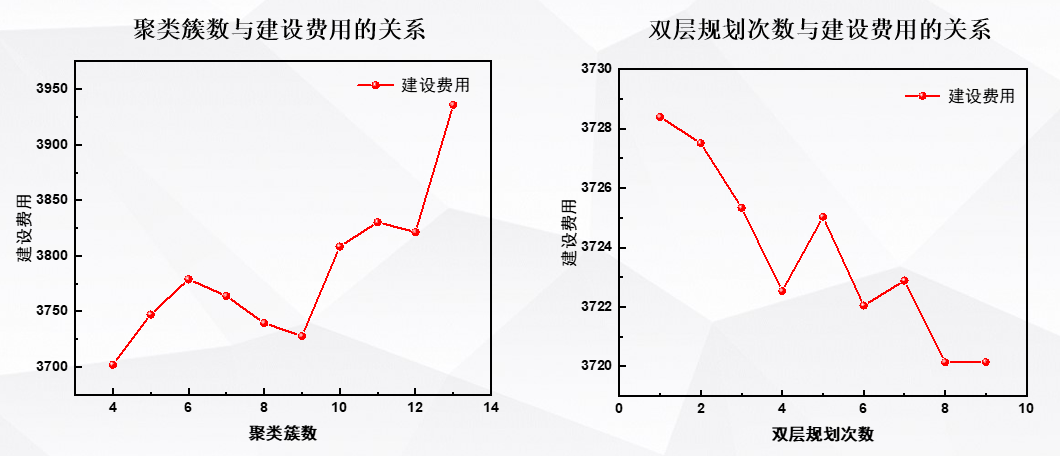 聚类簇数与建设费用的关系
建设费用
3950
3900
3850
3800
3750
3700
建设费用
4 6 8 10 12 14
聚类簇数
双层规划次数与建设费用的关系
建设费用
3730
3728
3726
3724
3722
3720
建设费用
0 2 4 6 8 10
双层规划次数